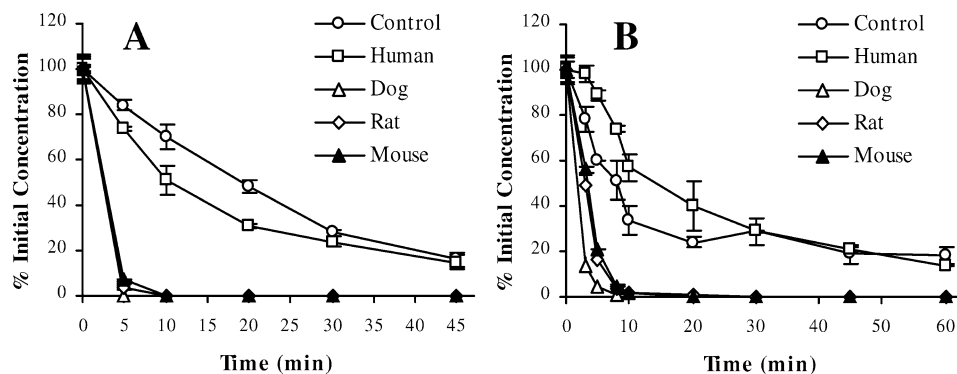 A
% Initial Concentration
120
100
80
60
40
20
0
0 5 10 15 20 25 30 35 40 45
Time (min)
Control
Human
Dog
Rat
Mouse
B
% Initial Concentration
120
100
80
60
40
20
0
0 10 20 30 40 50 60
Time (min)
Control
Human
Dog
Rat
Mouse